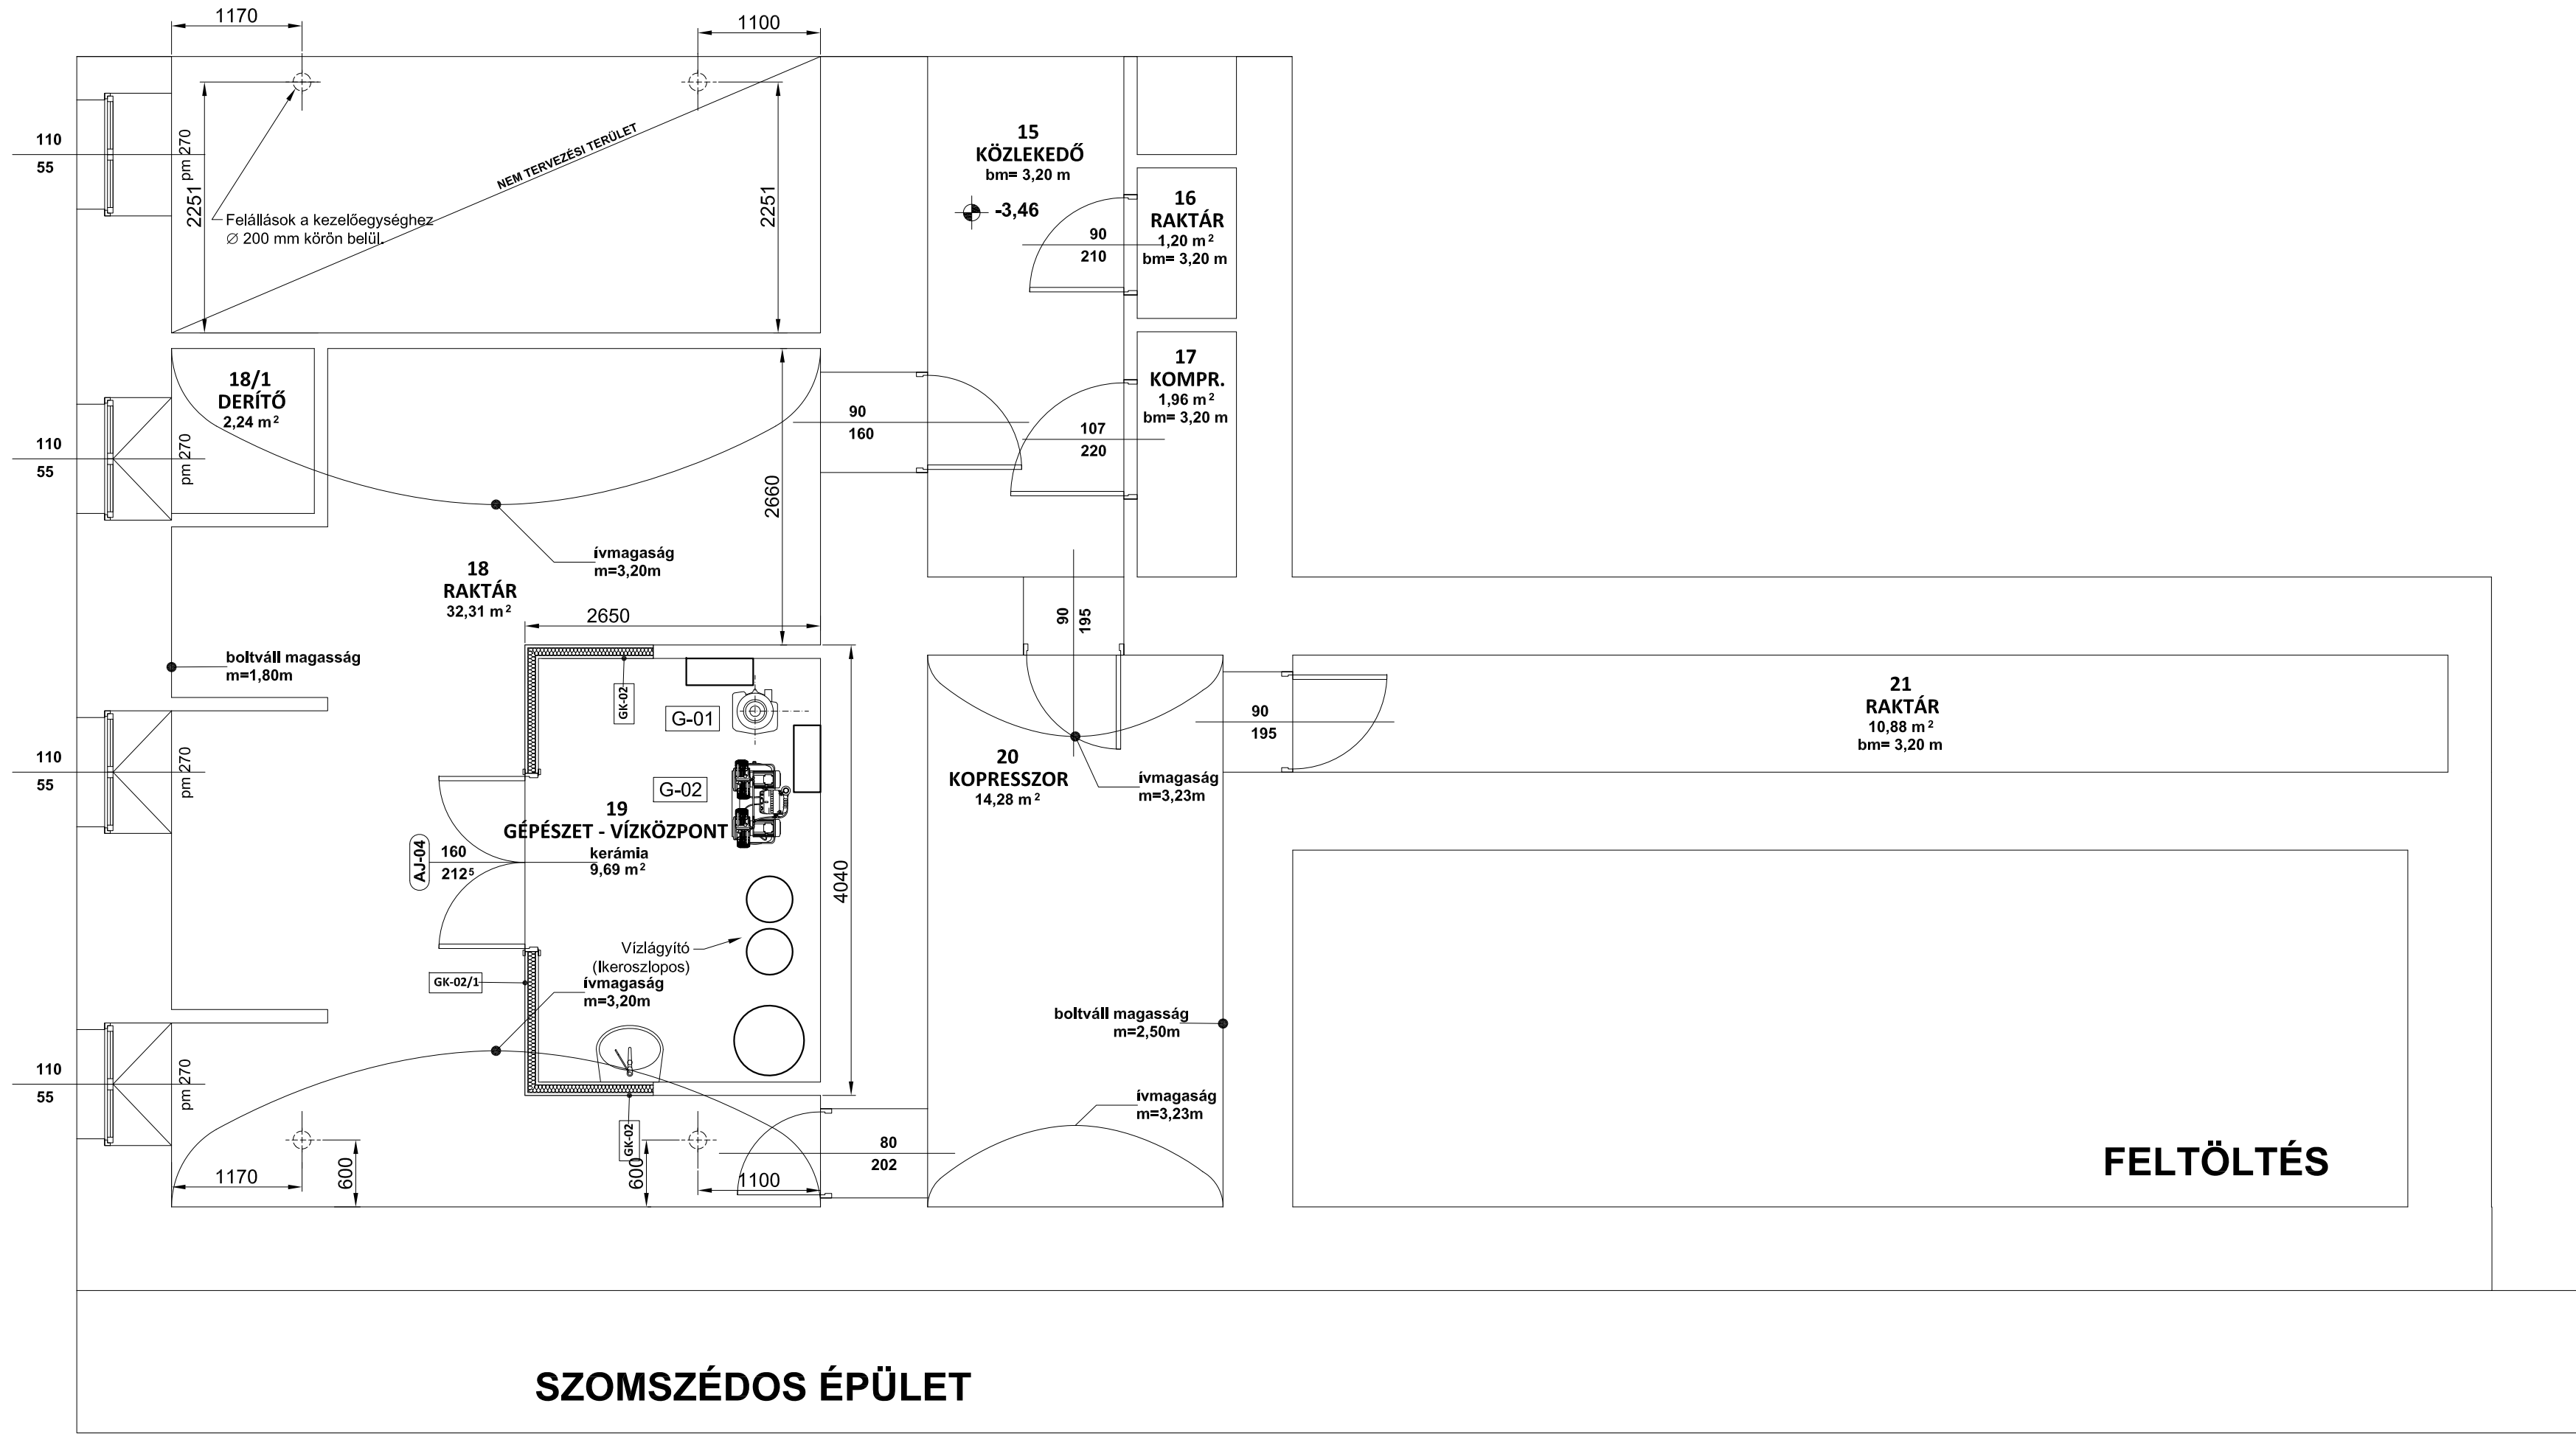 1170
1100
110
55
pm 270
2251
2251
NEM TERVEZÉSI TERÜLET
Felállások a kezelőegységhez
∅ 200 mm körön belül.
15
KÖZLEKEDŐ
bm= 3,20 m
-3,46
16
RAKTÁR
1,20 m²
bm= 3,20 m
90
210
17
KOMPR.
1,96 m²
bm= 3,20 m
107
220
18/1
DERÍTŐ
2,24 m²
110
55
pm 270
90
160
2660
ívmagaság
m=3,20m
18
RAKTÁR
32,31 m²
2650
90
195
boltváll magasság
m=1,80m
GK-02
G-01
21
RAKTÁR
10,88 m²
bm= 3,20 m
90
195
110
55
pm 270
20
KOPRESSZOR
14,28 m²
ívmagaság
m=3,23m
G-02
19
GÉPÉSZET - VÍZKÖZPONT
kerámia
9,69 m²
AJ-04
160
212⁵
4040
Vízlágyító
(Ikeroszlopos)
GK-02/1
ívmagaság
m=3,20m
boltváll magasság
m=2,50m
110
55
pm 270
ívmagaság
m=3,23m
GK-02
80
202
1170
600
600
1100
FELTÖLTÉS
SZOMSZÉDOS ÉPÜLET